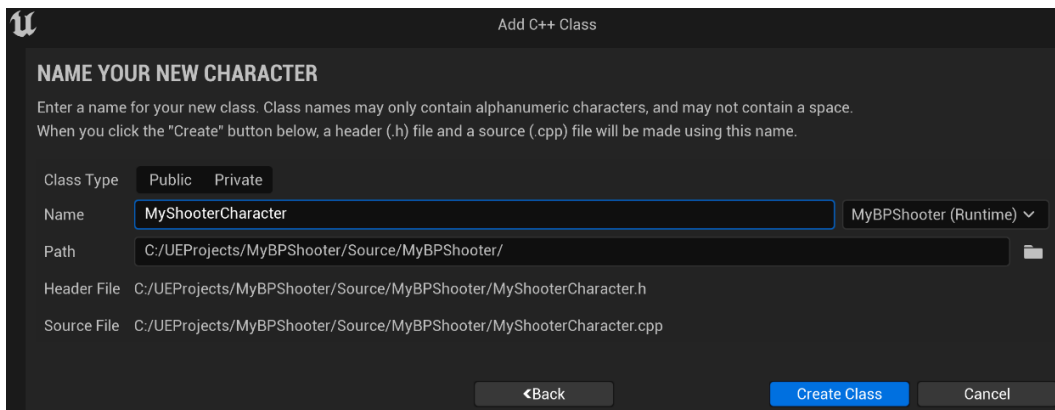 Add C++ Class
NAME YOUR NEW CHARACTER
Enter a name for your new class. Class names may only contain alphanumeric characters, and may not contain a space.
When you click the "Create" button below, a header (.h) file and a source (.cpp) file will be made using this name.
Class Type Public Private
Name MyShooterCharacter MyBPShooter (Runtime)
Path C:/UEProjects/MyBPShooter/Source/MyBPShooter/
Header File C:/UEProjects/MyBPShooter/Source/MyBPShooter/MyShooterCharacter.h
Source File C:/UEProjects/MyBPShooter/Source/MyBPShooter/MyShooterCharacter.cpp
<Back Create Class Cancel